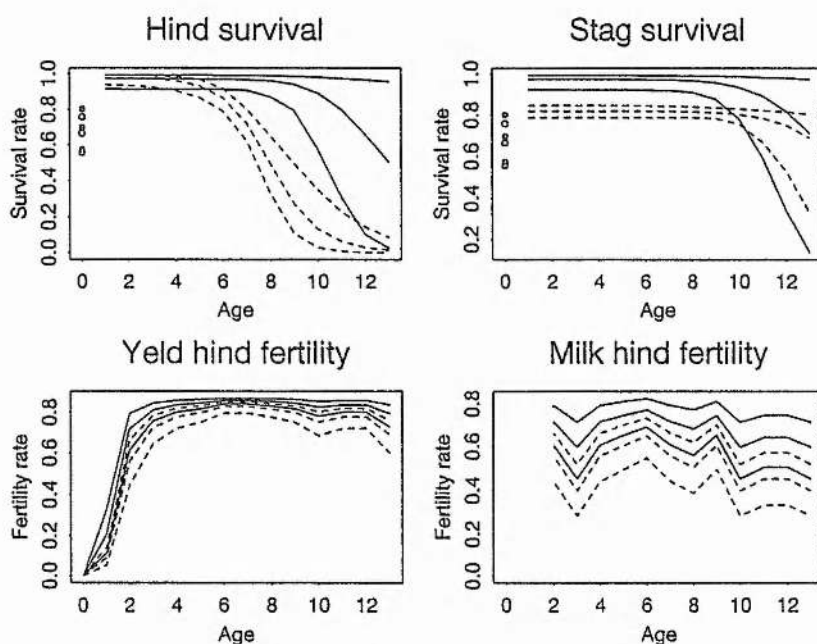 Hind survival
Survival rate
1.0
0.8
0.6
0.4
0.2
0.0
0 2 4 6 8 10 12
Age
Stag survival
Survival rate
1.0
0.8
0.6
0.4
0.2
0 2 4 6 8 10 12
Age
Yeld hind fertility
Fertility rate
0.8
0.6
0.4
0.2
0.0
0 2 4 6 8 10 12
Age
Milk hind fertility
Fertility rate
0.8
0.6
0.4
0.2
0.0
0 2 4 6 8 10 12
Age